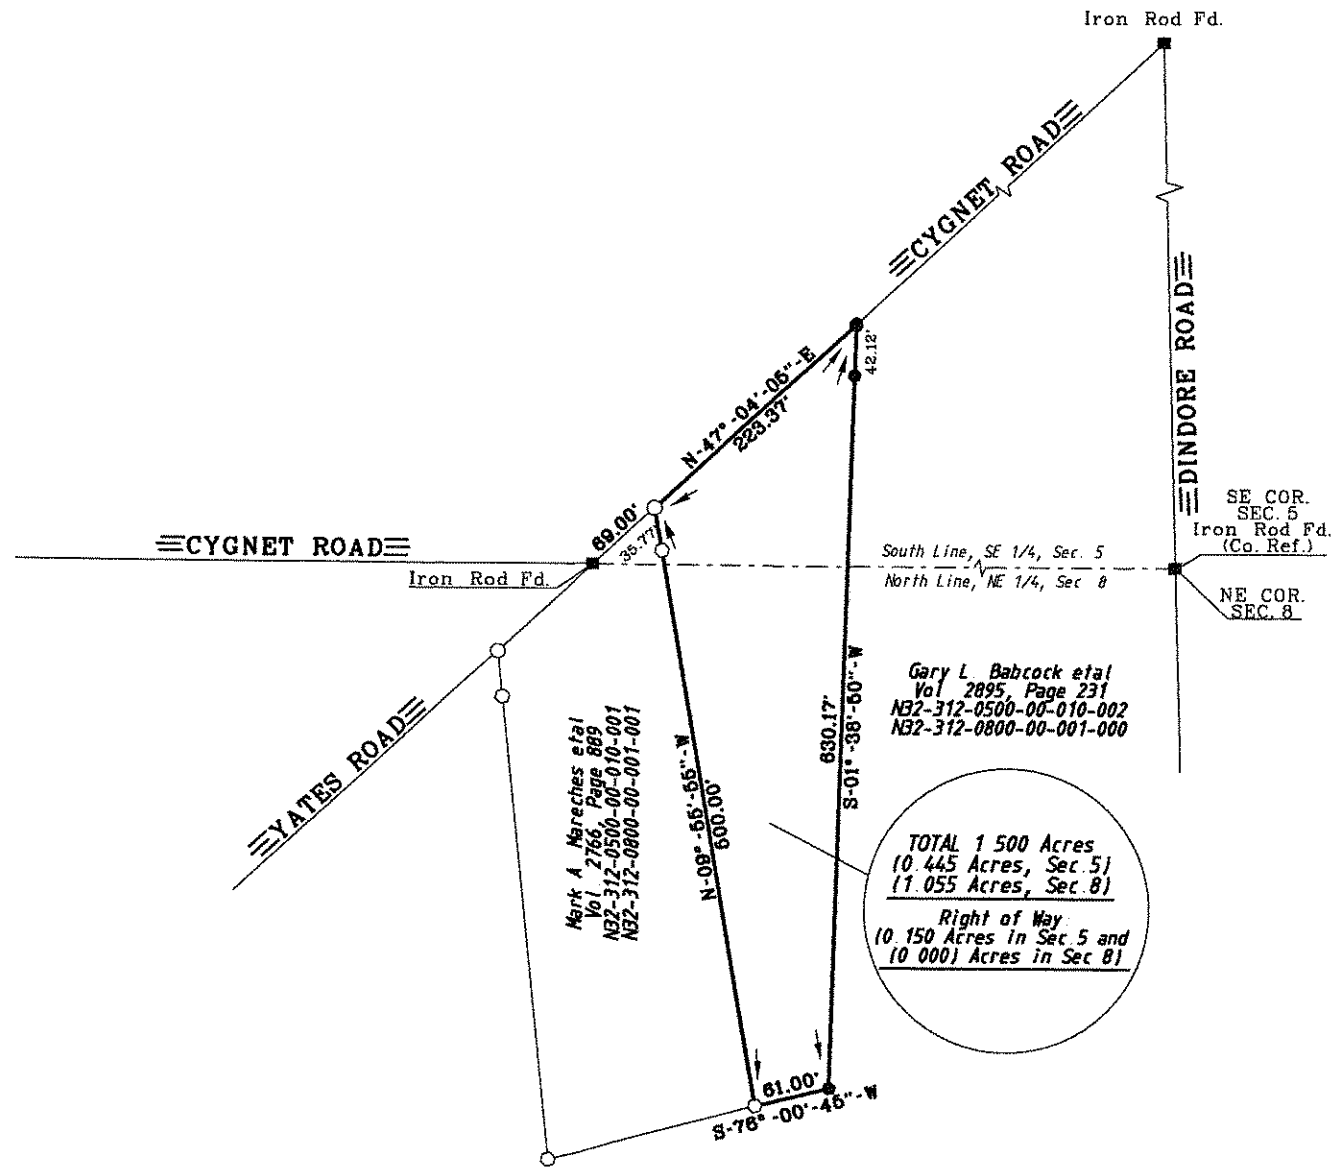 Iron Rod Fd.
CYGNET ROAD
42.12'
N-47°-04'-05"-E
223.37'
DINDORE ROAD
SE COR.
SEC. 5
Iron Rod Fd.
(Co. Ref.)
NE COR.
SEC. 8
69.00'
35.77'
CYGNET ROAD
Iron Rod Fd.
South Line, SE 1/4, Sec. 5
North Line, NE 1/4, Sec 8
Gary L. Babcock etal
Vol 2895, Page 231
N32-312-0500-00-010-002
N32-312-0800-00-001-000
630.17'
S-01°-38'-50"-W
YATES ROAD
Mark A Mareches etal
Vol. 2766, Page 889
N32-312-0500-00-010-001
N32-312-0800-00-001-001
N-09°-55'-55"-W
600.00'
TOTAL 1 500 Acres
(0.445 Acres, Sec.5)
(1.055 Acres, Sec.8)
Right of Way
(0.150 Acres in Sec.5 and
(0 000) Acres in Sec 8)
61.00'
S-76°-00'-45"-W